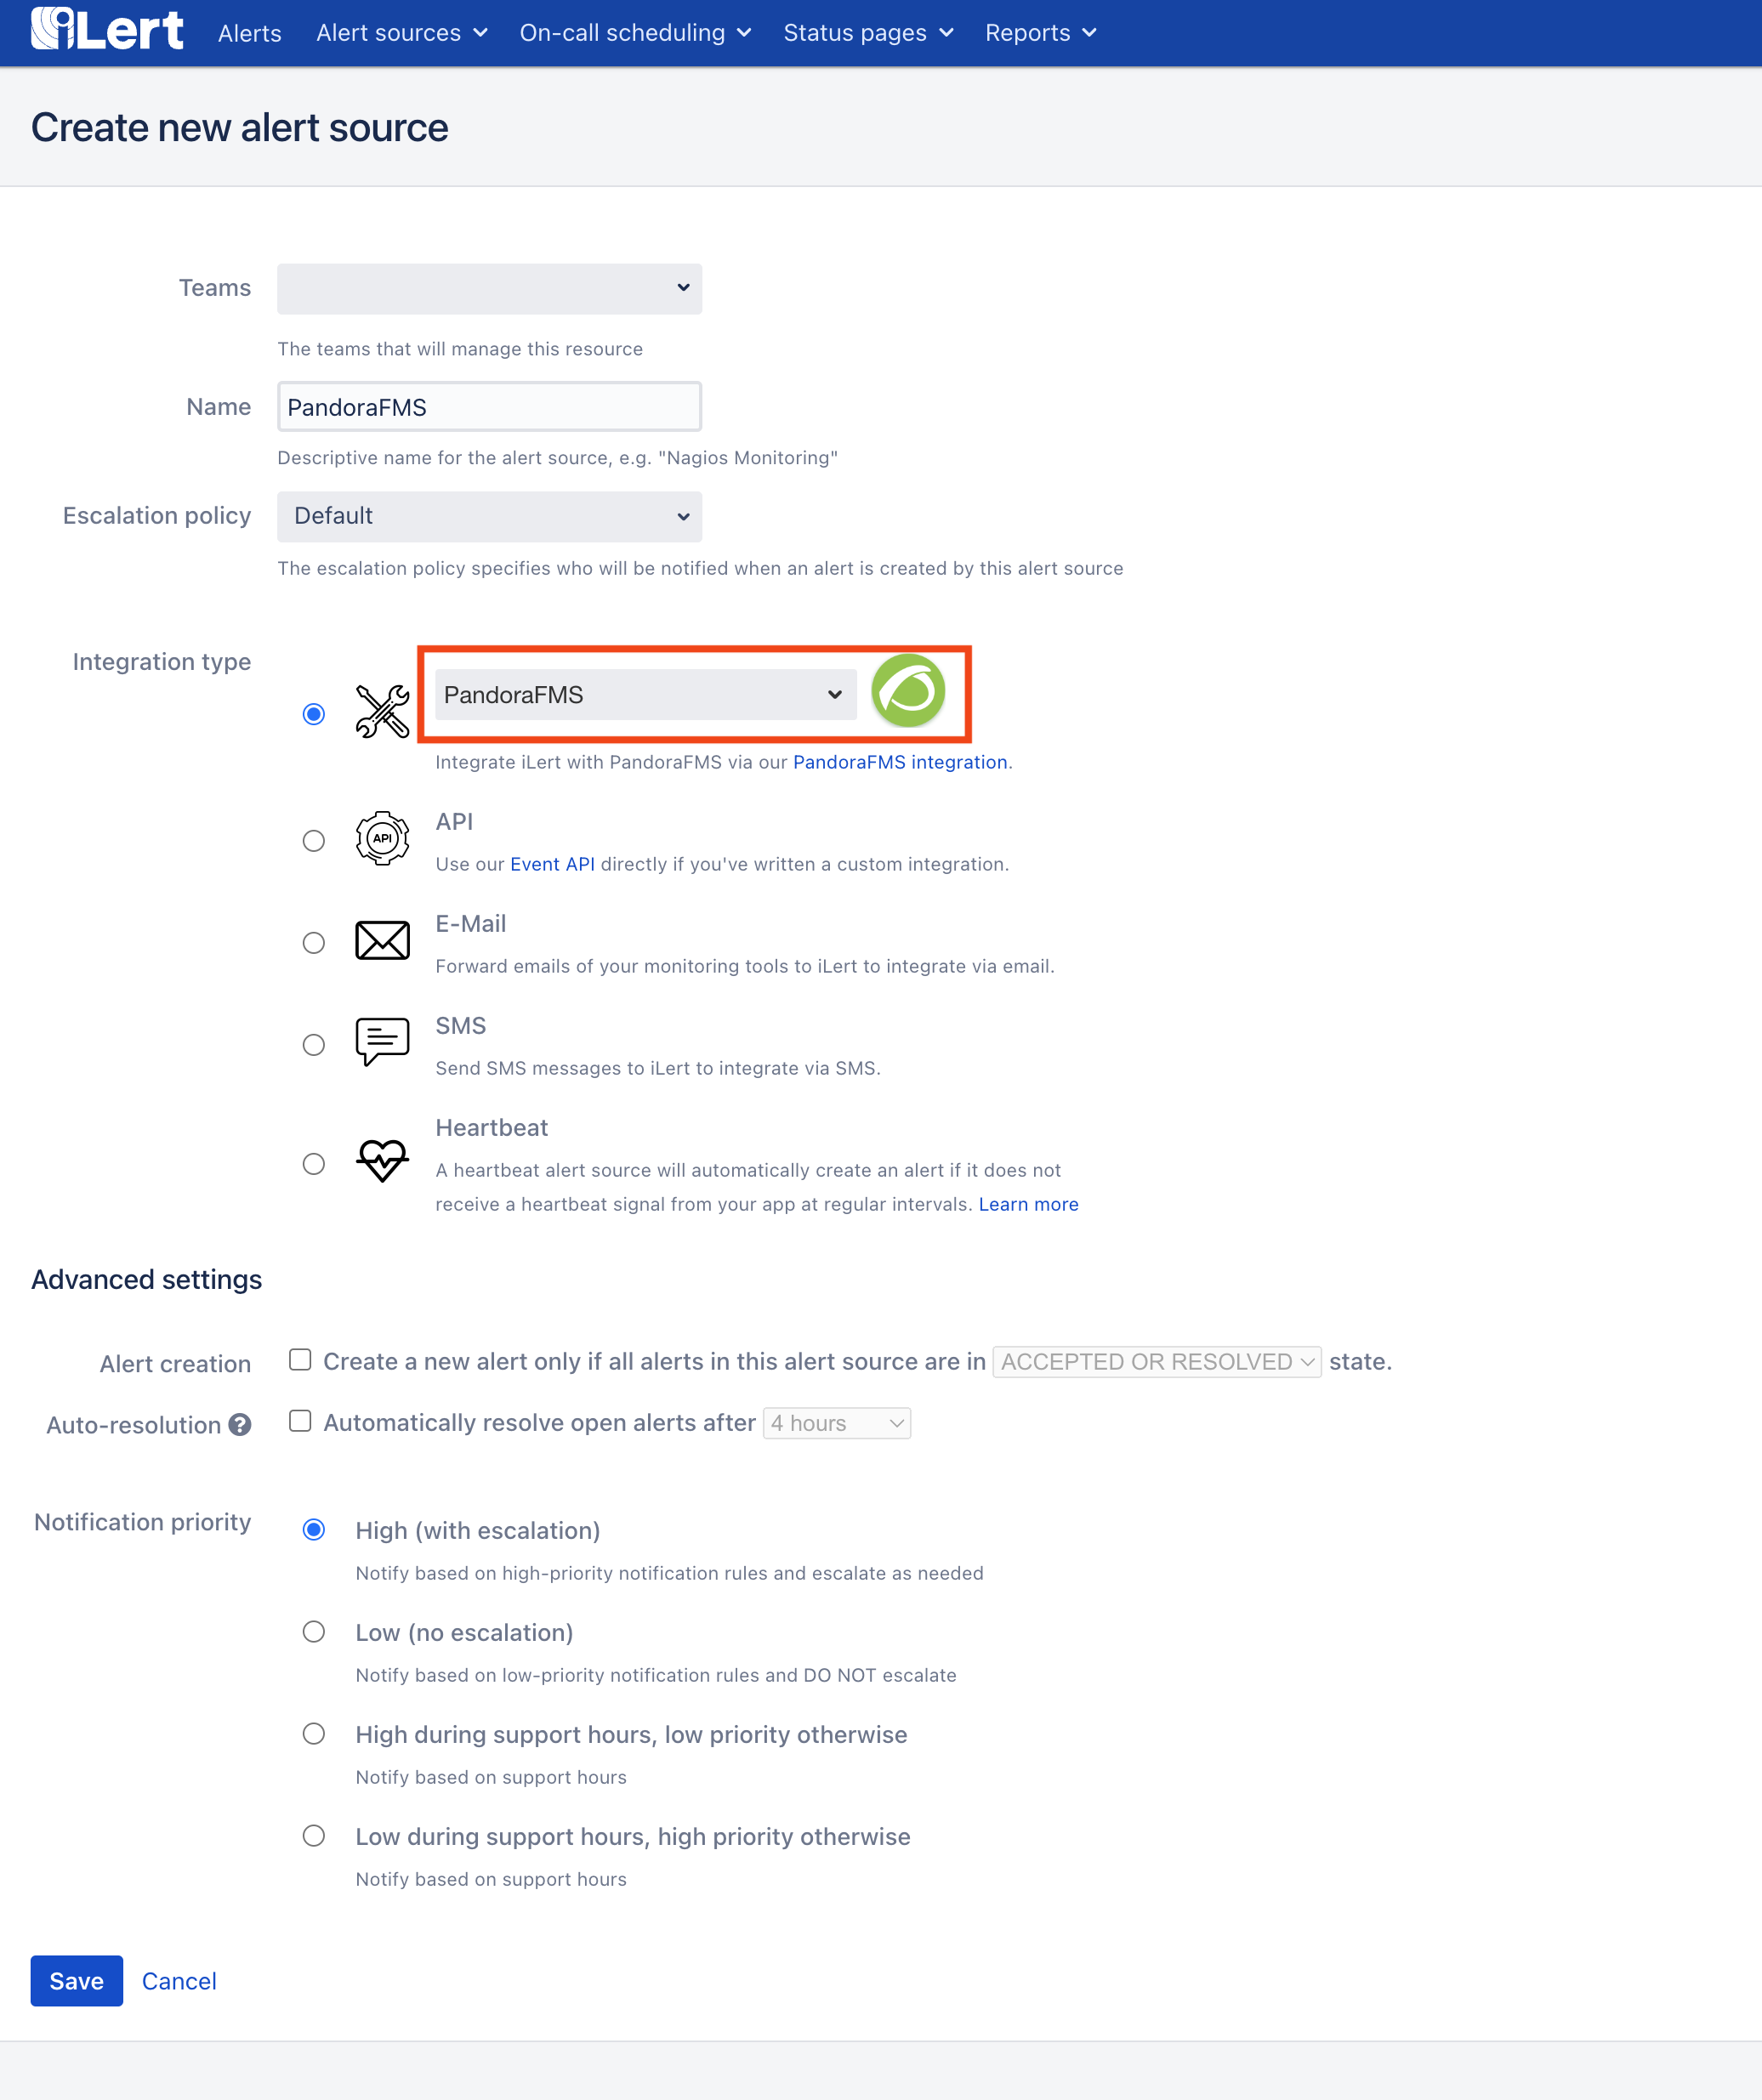 iLert Alerts Alert sources On-call scheduling Status pages Reports
Create new alert source
Teams
The teams that will manage this resource
Name PandoraFMS
Descriptive name for the alert source, e.g. "Nagios Monitoring"
Escalation policy Default
The escalation policy specifies who will be notified when an alert is created by this alert source
Integration type
PandoraFMS
Integrate iLert with PandoraFMS via our PandoraFMS integration.
API
API
Use our Event API directly if you've written a custom integration.
E-Mail
Forward emails of your monitoring tools to iLert to integrate via email.
SMS
Send SMS messages to iLert to integrate via SMS.
Heartbeat
A heartbeat alert source will automatically create an alert if it does not
receive a heartbeat signal from your app at regular intervals. Learn more
Advanced settings
Alert creation Create a new alert only if all alerts in this alert source are in ACCEPTED OR RESOLVED state.
Auto-resolution ? Automatically resolve open alerts after 4 hours
Notification priority High (with escalation)
Notify based on high-priority notification rules and escalate as needed
Low (no escalation)
Notify based on low-priority notification rules and DO NOT escalate
High during support hours, low priority otherwise
Notify based on support hours
Low during support hours, high priority otherwise
Notify based on support hours
Save Cancel